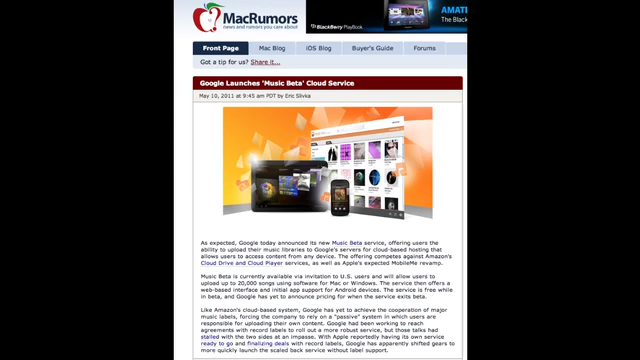 MacRumors
news and rumors you care about
AMATI
BlackBerry PlayBook
The Black
Front Page Mac Blog iOS Blog Buyer's Guide Forums
Got a tip for us? Share it...
Google Launches 'Music Beta' Cloud Service
May 10, 2011 at 9:45 am PDT by Eric Slivka
As expected, Google today announced its new Music Beta service, offering users the
ability to upload their music libraries to Google's servers for cloud-based hosting that
allows users to access content from any device. The offering competes against Amazon's
Cloud Drive and Cloud Player services, as well as Apple's expected MobileMe revamp.
Music Beta is currently available via invitation to U.S. users and will allow users to
upload up to 20,000 songs using software for Mac or Windows. The service then offers a
web-based interface and initial app support for Android devices. The service is free while
in beta, and Google has yet to announce pricing for when the service exits beta.
Like Amazon's cloud-based system, Google has yet to achieve the cooperation of major
music labels, forcing the company to rely on a "passive" system in which users are
responsible for uploading their own content. Google had been working to reach
agreements with record labels to roll out a more robust service, but those talks had
stalled with the two sides at an impasse. With Apple reportedly having its own service
ready to go and finalizing deals with record labels, Google has apparently shifted gears to
more quickly launch the scaled back service without label support.